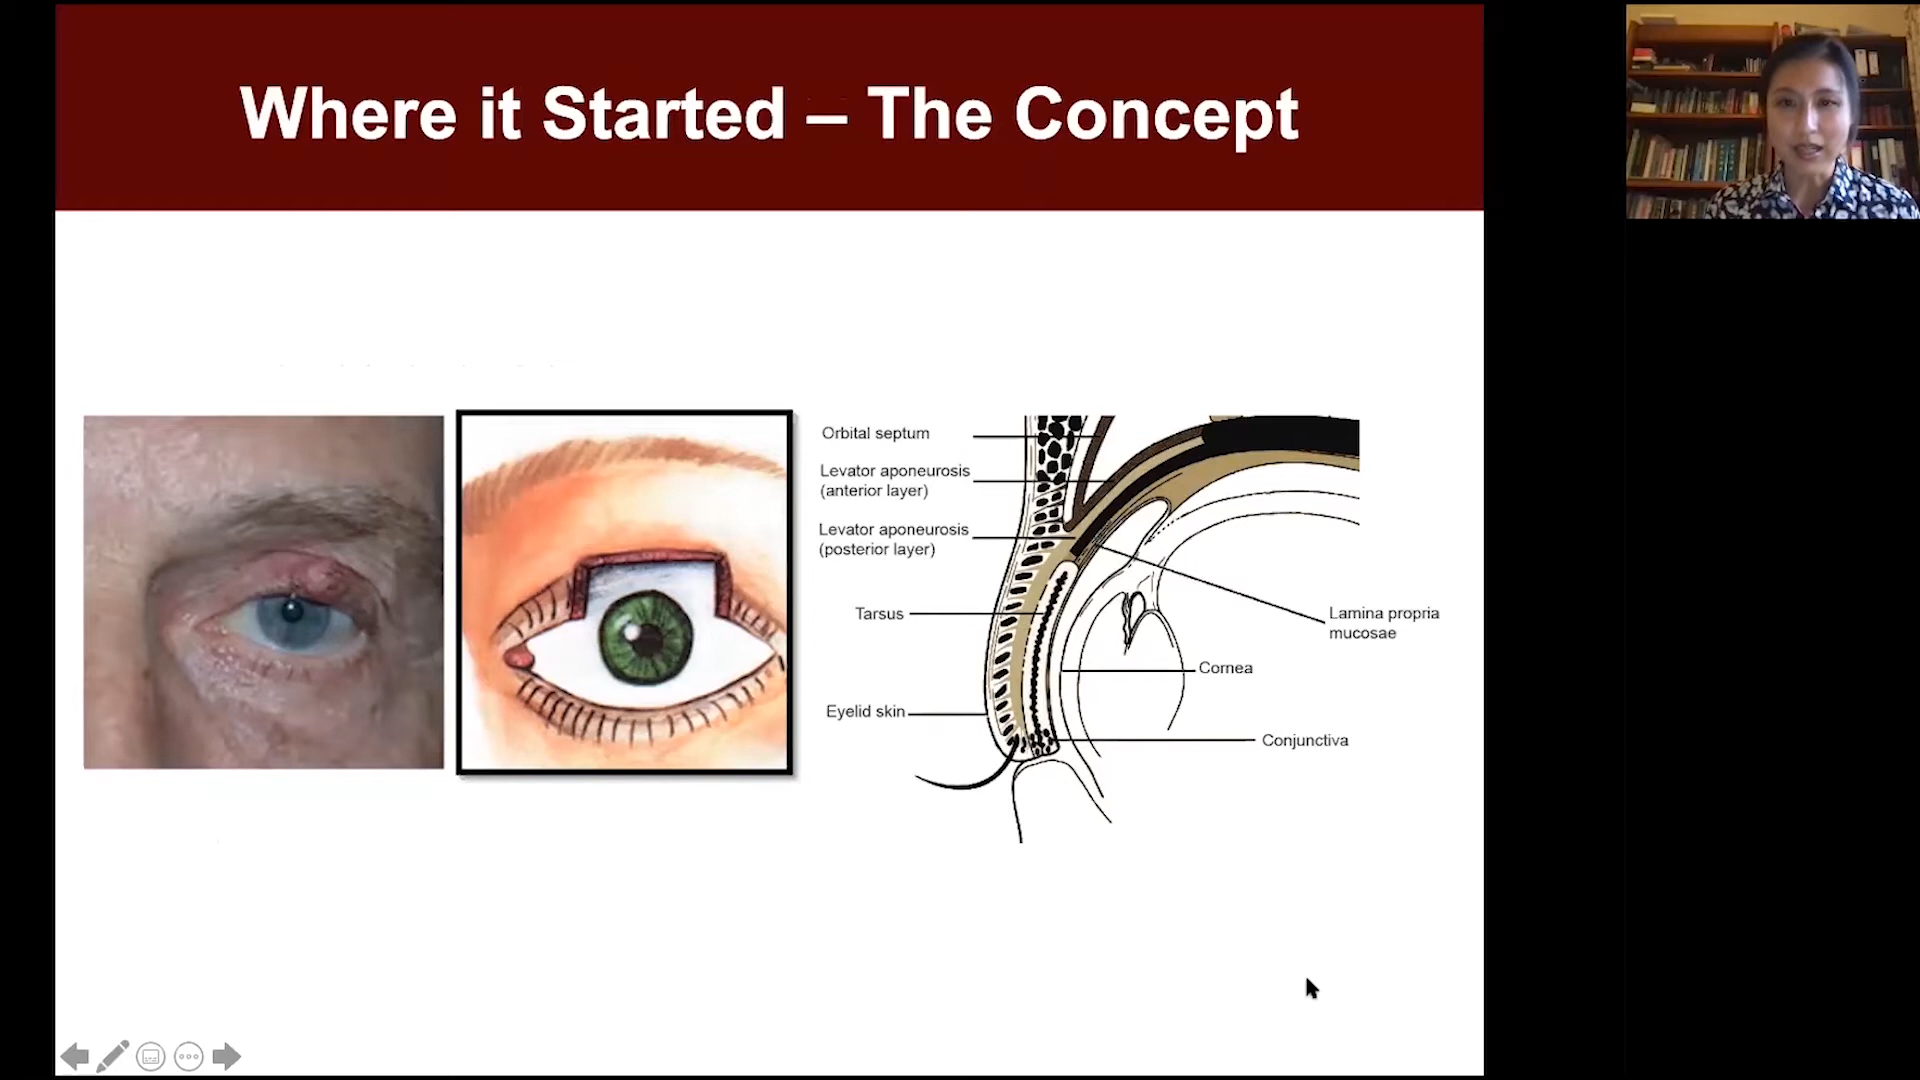 Where it Started – The Concept
Orbital septum
Levator aponeurosis
(anterior layer)
Levator aponeurosis
(posterior layer)
Tarsus
Eyelid skin
Lamina propria
mucosae
Cornea
Conjunctiva